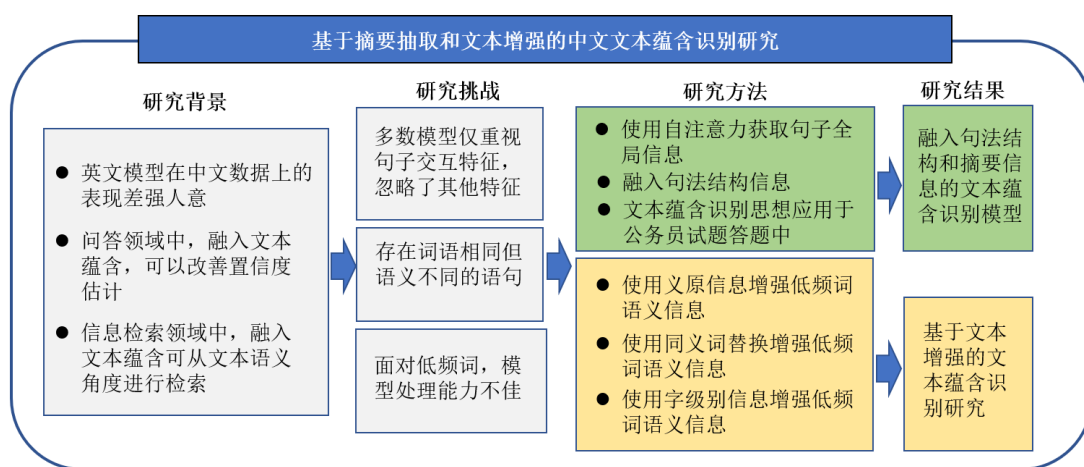 基于摘要抽取和文本增强的中文文本蕴含识别研究
研究背景
英文模型在中文数据上的
表现差强人意
问答领域中，融入文本
蕴含，可以改善置信度
估计
信息检索领域中，融入
文本蕴含可从文本语义
角度进行检索
研究挑战
多数模型仅重视
句子交互特征，
忽略了其他特征
存在词语相同但
语义不同的语句
面对低频词，模
型处理能力不佳
研究方法
使用自注意力获取句子全
局信息
融入句法结构信息
文本蕴含识别思想应用于
公务员试题答题中
使用义原信息增强低频词
语义信息
使用同义词替换增强低频
词语义信息
使用字级别信息增强低频
词语义信息
研究结果
融入句法结
构和摘要信
息的文本蕴
含识别模型
基于文本
增强的文
本蕴含识
别研究